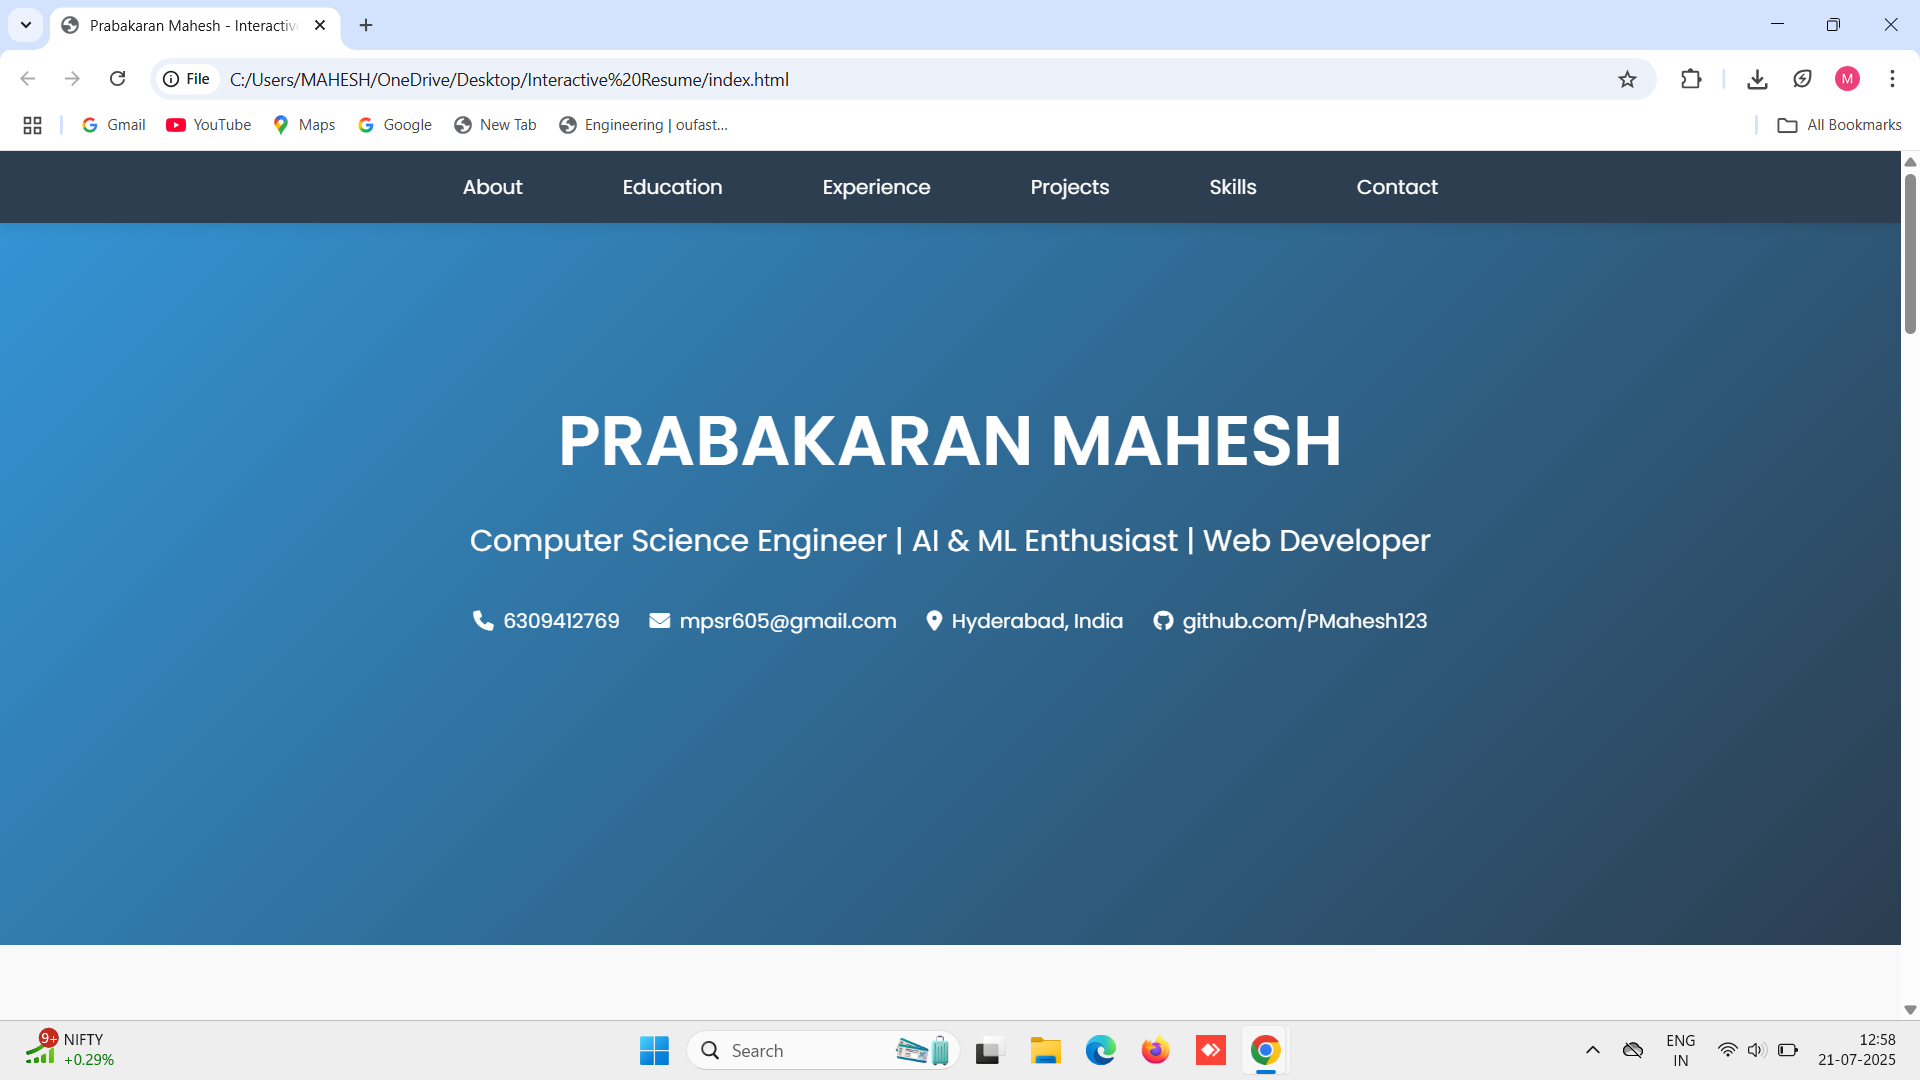 Prabakaran Mahesh - Interactiv
File C:/Users/MAHESH/OneDrive/Desktop/Interactive%20Resume/index.html M
Gmail YouTube Maps Google New Tab Engineering | oufast... All Bookmarks
About Education Experience Projects Skills Contact
PRABAKARAN MAHESH
Computer Science Engineer | AI & ML Enthusiast | Web Developer
6309412769 mpsr605@gmail.com Hyderabad, India github.com/PMahesh123
9+ NIFTY
+0.29%
Search
ENG
IN
12:58
21-07-2025